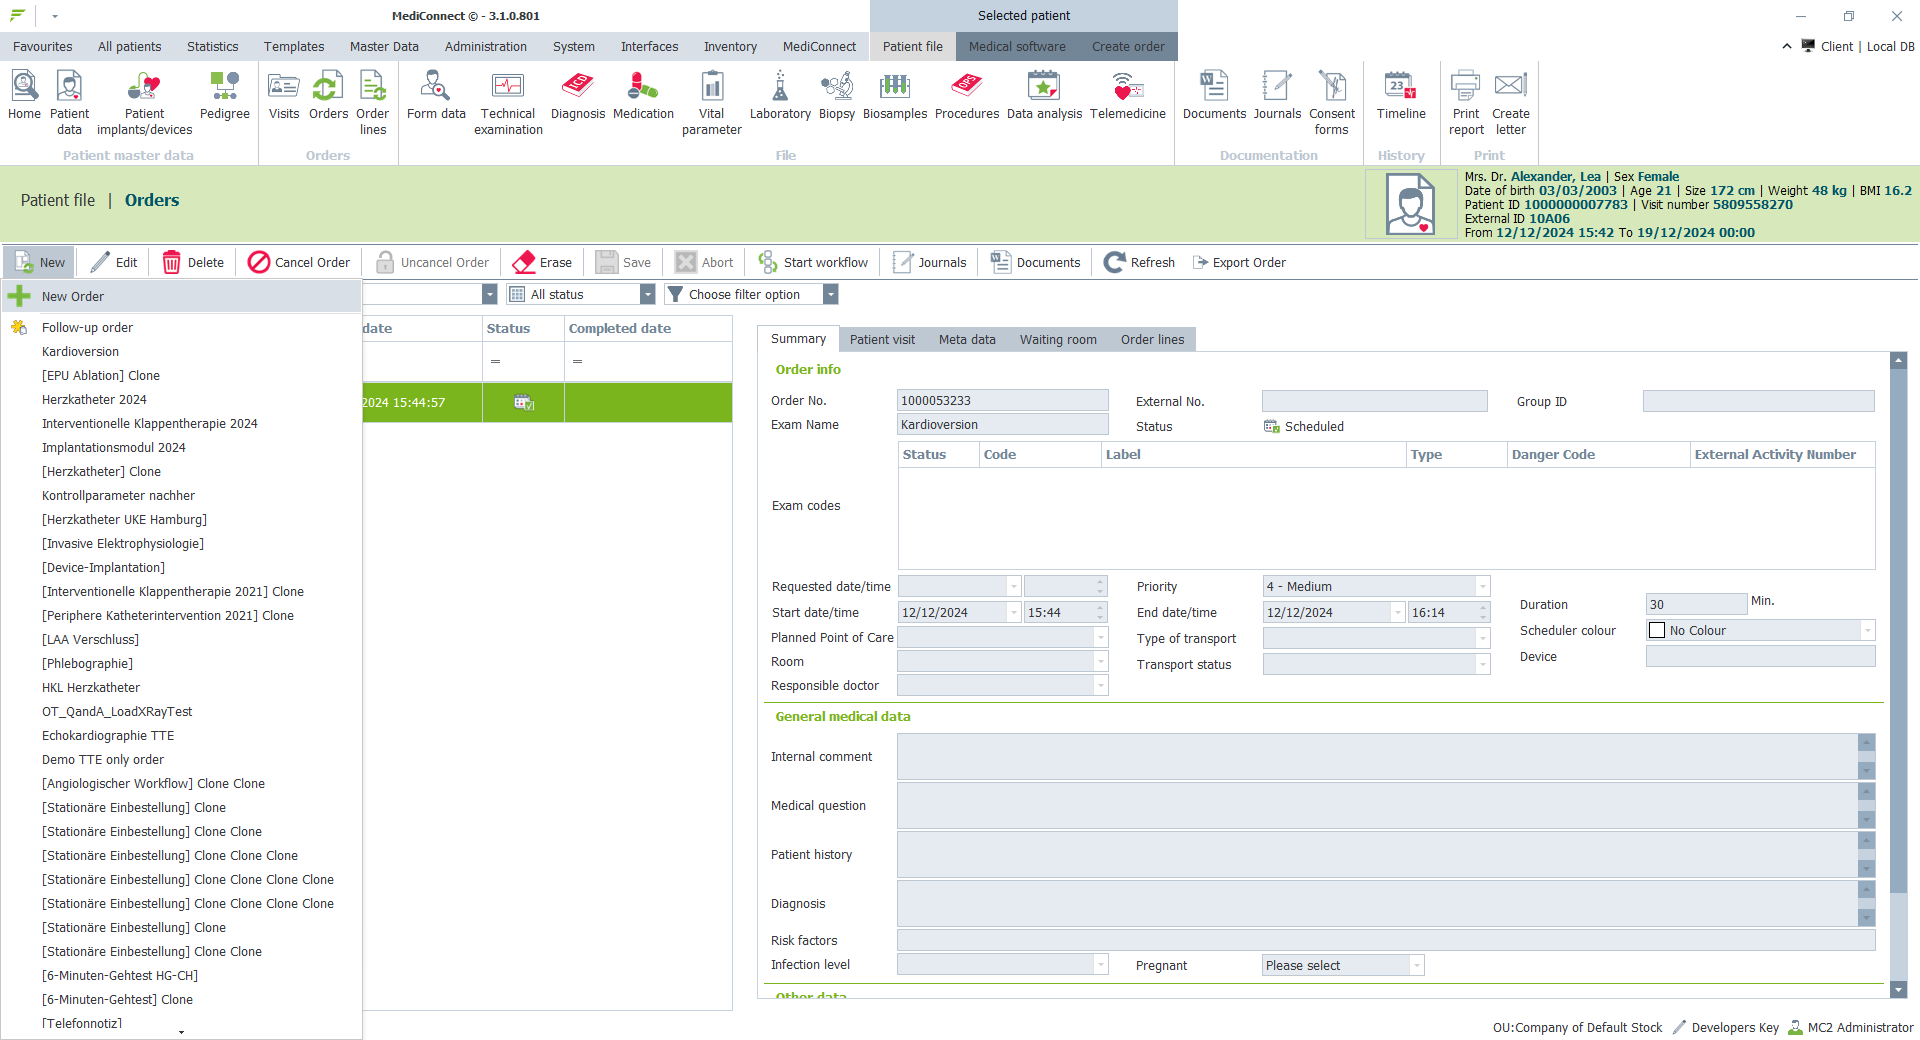 MediConnect © - 3.1.0.801
Selected patient
Favourites All patients Statistics Templates Master Data Administration System Interfaces Inventory MediConnect Patient file Medical software Create order Client | Local DB
Home Patient data Patient implants/devices Pedigree Visits Orders Order lines Form data Technical examination Diagnosis Medication Vital parameter Laboratory Biopsy Biosamples Procedures Data analysis Telemedicine Documents Journals Consent forms Timeline Print report Create letter
Patient master data Orders File Documentation History Print
Patient file | Orders
Mrs. Dr. Alexander, Lea | Sex Female
Date of birth 03/03/2003 | Age 21 | Size 172 cm | Weight 48 kg | BMI 16.2
Patient ID 1000000007783 | Visit number 5809558270
External ID 10A06
From 12/12/2024 15:42 To 19/12/2024 00:00
New Edit Delete Cancel Order Uncancel Order Erase Save Abort Start workflow Journals Documents Refresh Export Order
New Order
Follow-up order
Kardioversion
[EPU Ablation] Clone
Herzkatheter 2024
Interventionelle Klappentherapie 2024
Implantationsmodul 2024
[Herzkatheter] Clone
Kontrollparameter nachher
[Herzkatheter UKE Hamburg]
[Invasive Elektrophysiologie]
[Device-Implantation]
[Interventionelle Klappentherapie 2021] Clone
[Periphere Katheterintervention 2021] Clone
[LAA Verschluss]
[Phlebographie]
HKL Herzkatheter
OT_QandA_LoadXRayTest
Echokardiographie TTE
Demo TTE only order
[Angiologischer Workflow] Clone Clone
[Stationäre Einbestellung] Clone
[Stationäre Einbestellung] Clone Clone
[Stationäre Einbestellung] Clone Clone Clone
[Stationäre Einbestellung] Clone Clone Clone Clone
[Stationäre Einbestellung] Clone Clone Clone Clone
[Stationäre Einbestellung] Clone
[Stationäre Einbestellung] Clone Clone
[6-Minuten-Gehtest HG-CH]
[6-Minuten-Gehtest] Clone
[Telefonnotiz]
All status Choose filter option
date Status Completed date
= =
2024 15:44:57
Summary Patient visit Meta data Waiting room Order lines
Order info
Order No. 1000053233 External No. Group ID
Exam Name Kardioversion Status Scheduled
Status Code Label Type Danger Code External Activity Number
Exam codes
Requested date/time Priority 4 - Medium
Start date/time 12/12/2024 15:44 End date/time 12/12/2024 16:14 Duration 30 Min.
Planned Point of Care Type of transport Scheduler colour No Colour
Room Transport status Device
Responsible doctor
General medical data
Internal comment
Medical question
Patient history
Diagnosis
Risk factors
Infection level Pregnant Please select
Other data
OU:Company of Default Stock Developers Key MC2 Administrator